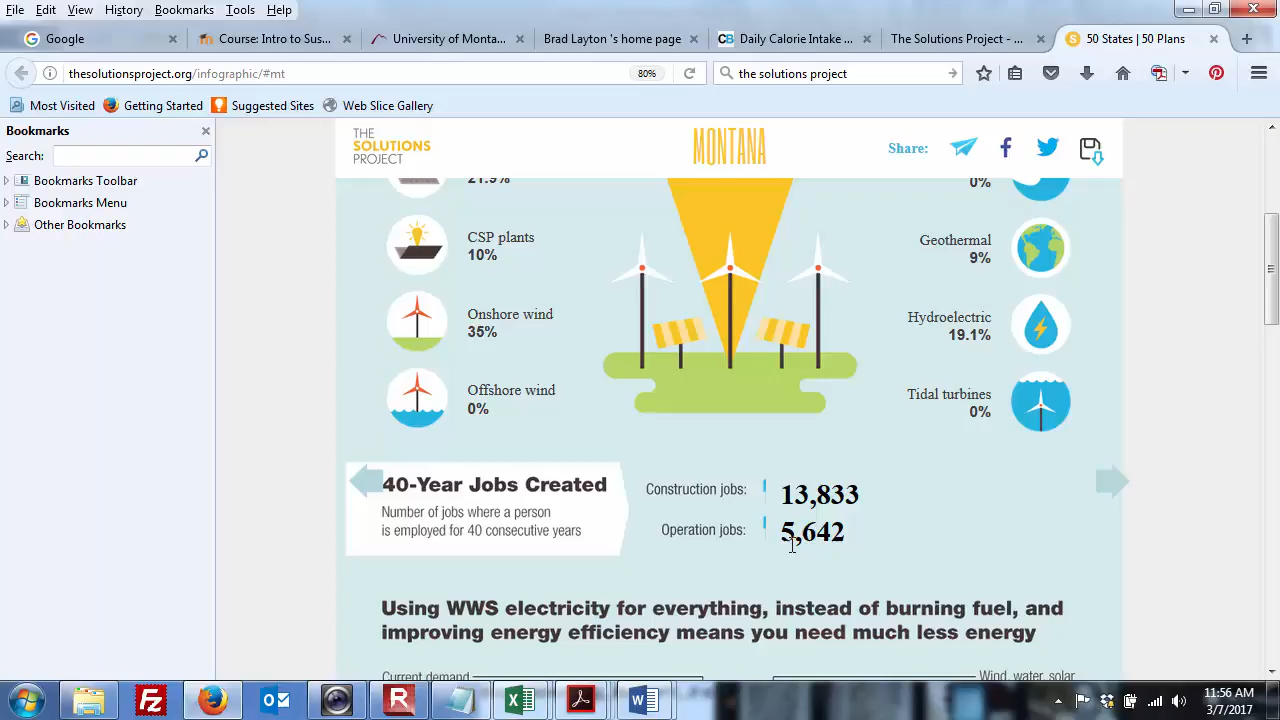 File Edit View History Bookmarks Tools Help
Google
Course: Intro to Sus...
University of Monta...
Brad Layton 's home page
CB Daily Calorie Intake ...
The Solutions Project - ...
S 50 States | 50 Plans
thesolutionsproject.org/infographic/#mt
80%
the solutions project
Most Visited
Getting Started
Suggested Sites
Web Slice Gallery
Bookmarks
Search:
Bookmarks Toolbar
Bookmarks Menu
Other Bookmarks
THE
SOLUTIONS
PROJECT
MONTANA
Share:
21.9%
0%
CSP plants
10%
Geothermal
9%
Onshore wind
35%
Hydroelectric
19.1%
Offshore wind
0%
Tidal turbines
0%
40-Year Jobs Created
Number of jobs where a person
is employed for 40 consecutive years
Construction jobs: 13,833
Operation jobs: 5,642
Using WWS electricity for everything, instead of burning fuel, and
improving energy efficiency means you need much less energy
Current demand
Wind, water, solar
11:56 AM
3/7/2017